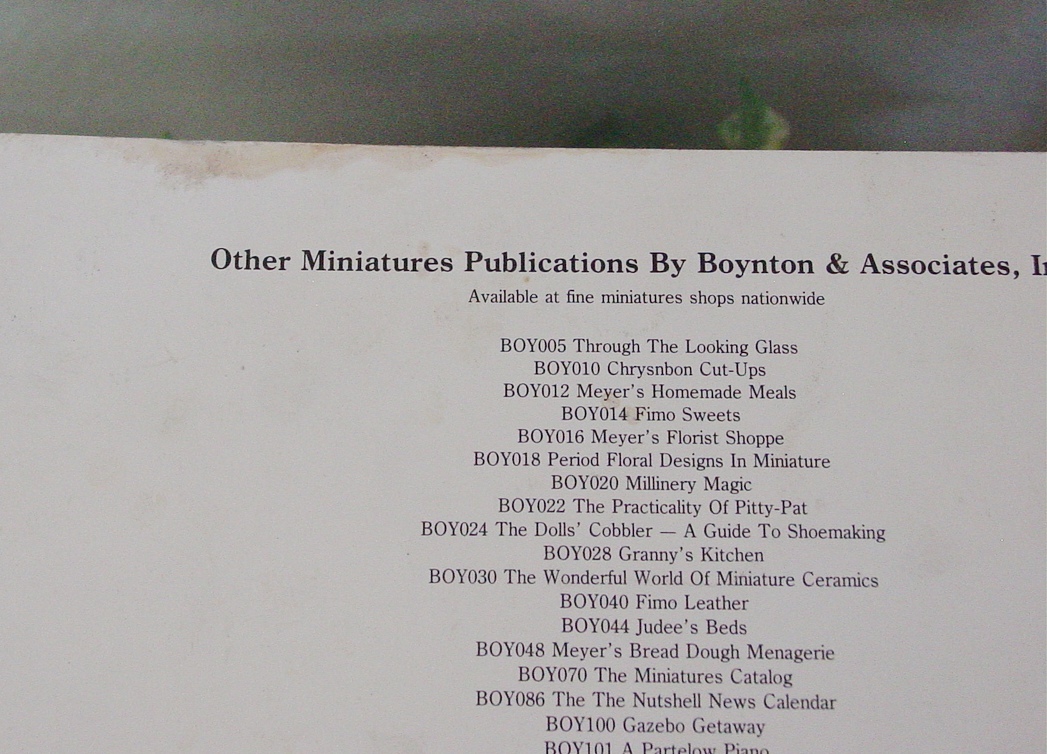 Other Miniatures Publications By Boynton & Associates,
Available at fine miniatures shops nationwide
BOY005 Through The Looking Glass
BOY010 Chrysnbon Cut-Ups
BOY012 Meyer's Homemade Meals
BOY014 Fimo Sweets
BOY016 Meyer's Florist Shoppe
BOY018 Period Floral Designs In Miniature
BOY020 Millinery Magic
BOY022 The Practicality Of Pitty-Pat
BOY024 The Dolls' Cobbler — A Guide To Shoemaking
BOY028 Granny's Kitchen
BOY030 The Wonderful World Of Miniature Ceramics
BOY040 Fimo Leather
BOY044 Judee's Beds
BOY048 Meyer's Bread Dough Menagerie
BOY070 The Miniatures Catalog
BOY086 The The Nutshell News Calendar
BOY100 Gazebo Getaway
BOY101 A Partelow Piano